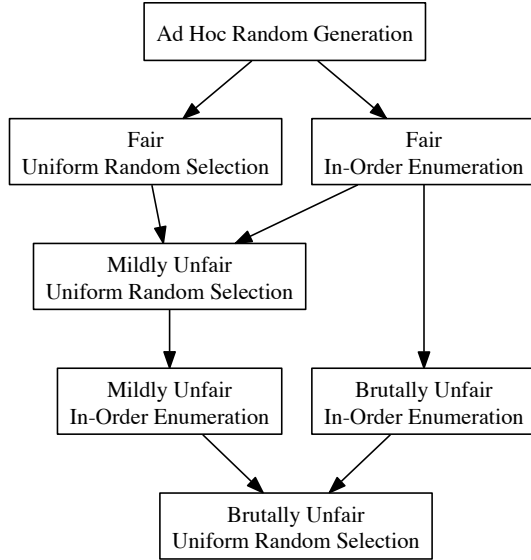 Ad Hoc Random Generation
Fair
Uniform Random Selection
Fair
In-Order Enumeration
Mildly Unfair
Uniform Random Selection
Mildly Unfair
In-Order Enumeration
Brutally Unfair
In-Order Enumeration
Brutally Unfair
Uniform Random Selection